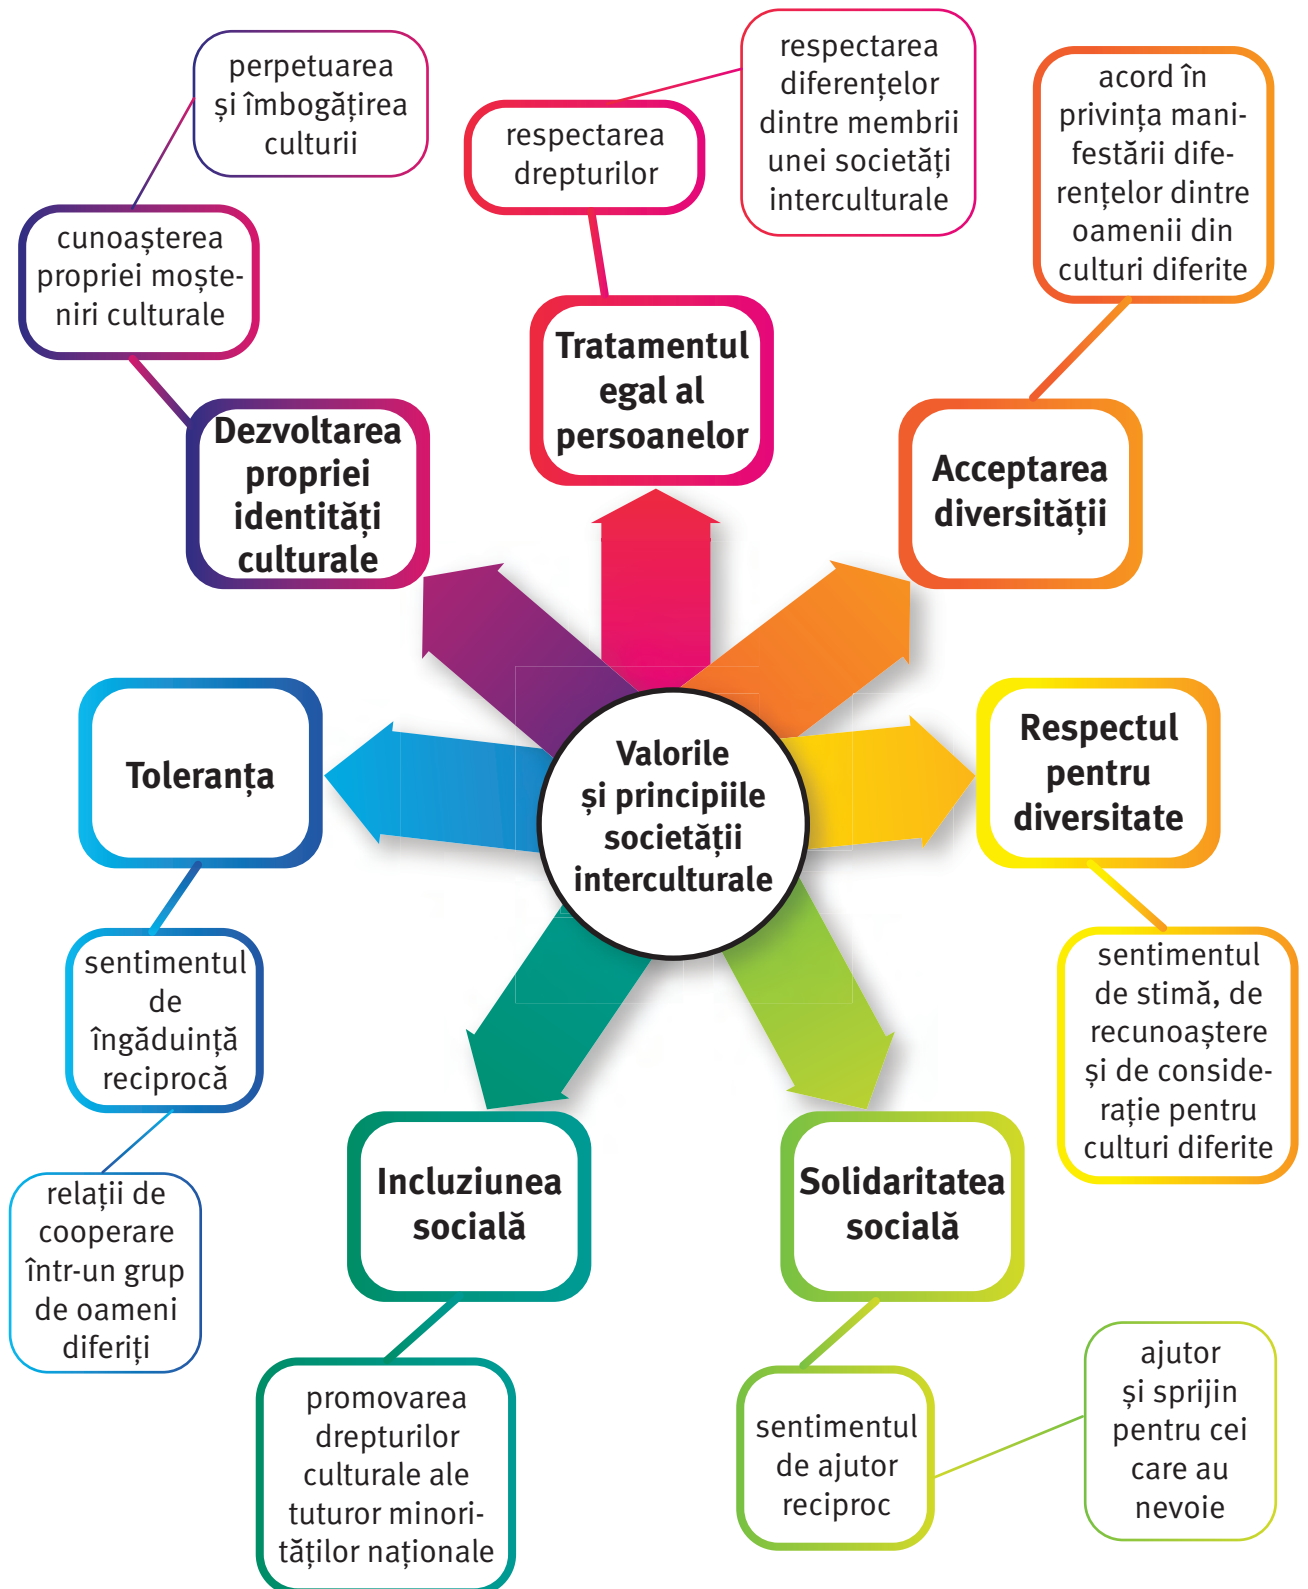 perpetuarea
și îmbogățirea
culturii
cunoașterea
propriei moște-
niri culturale
Dezvoltarea
propriei
identități
culturale
respectarea
diferențelor
dintre membrii
unei societăți
interculturale
respectarea
drepturilor
Tratamentul
egal al
persoanelor
acord în
privința mani-
festării dife-
rențelor dintre
oamenii din
culturi diferite
Acceptarea
diversității
Valorile
și principiile
societății
interculturale
Toleranța
sentimentul
de
îngăduință
reciprocă
relații de
cooperare
într-un grup
de oameni
diferiți
Respectul
pentru
diversitate
sentimentul
de stimă, de
recunoaștere
și de conside-
rație pentru
culturi diferite
Incluziunea
socială
promovarea
drepturilor
culturale ale
tuturor minori-
tăților naționale
Solidaritatea
socială
sentimentul
de ajutor
reciproc
ajutor
și sprijin
pentru cei
care au
nevoie